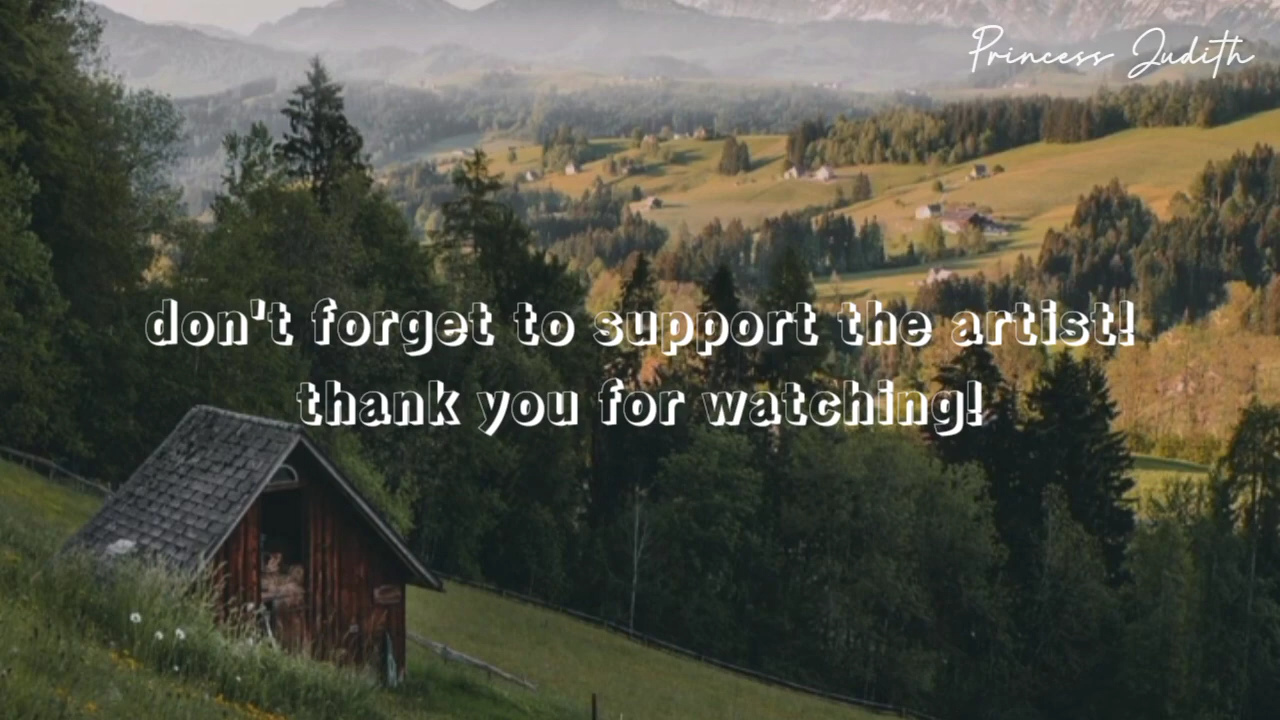 Princess Judith
don't forget to support the artist!
thank you for watching!